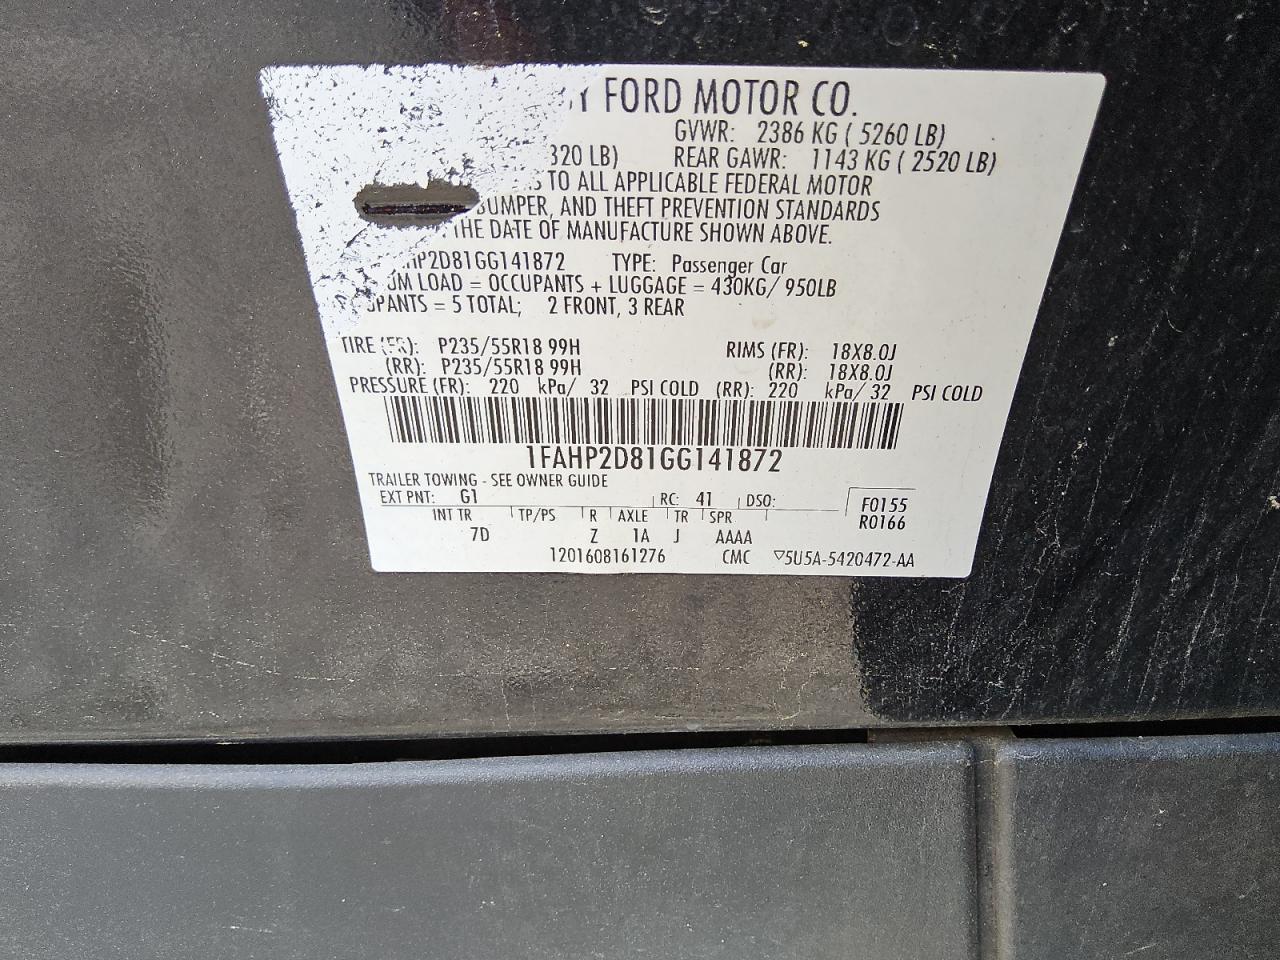 FORD MOTOR CO.
GVWR: 2386 KG ( 5260 LB)
320 LB) REAR GAWR: 1143 KG ( 2520 LB)
TO ALL APPLICABLE FEDERAL MOTOR
BUMPER, AND THEFT PREVENTION STANDARDS
THE DATE OF MANUFACTURE SHOWN ABOVE.
HP2D81GG141872 TYPE: Passenger Car
UM LOAD = OCCUPANTS + LUGGAGE = 430KG/ 950LB
UPANTS = 5 TOTAL; 2 FRONT, 3 REAR
TIRE (FR): P235/55R18 99H RIMS (FR): 18X8.0J
(RR): P235/55R18 99H (RR): 18X8.0J
PRESSURE (FR): 220 kPa/ 32 PSI COLD (RR): 220 kPa/ 32 PSI COLD
1FAHP2D81GG141872
TRAILER TOWING - SEE OWNER GUIDE
EXT PNT: G1 RC: 41 DSO: F0155
R0166
INT TR TP/PS R AXLE TR SPR
7D Z 1A J AAAA
1201608161276 CMC ▽5U5A-5420472-AA